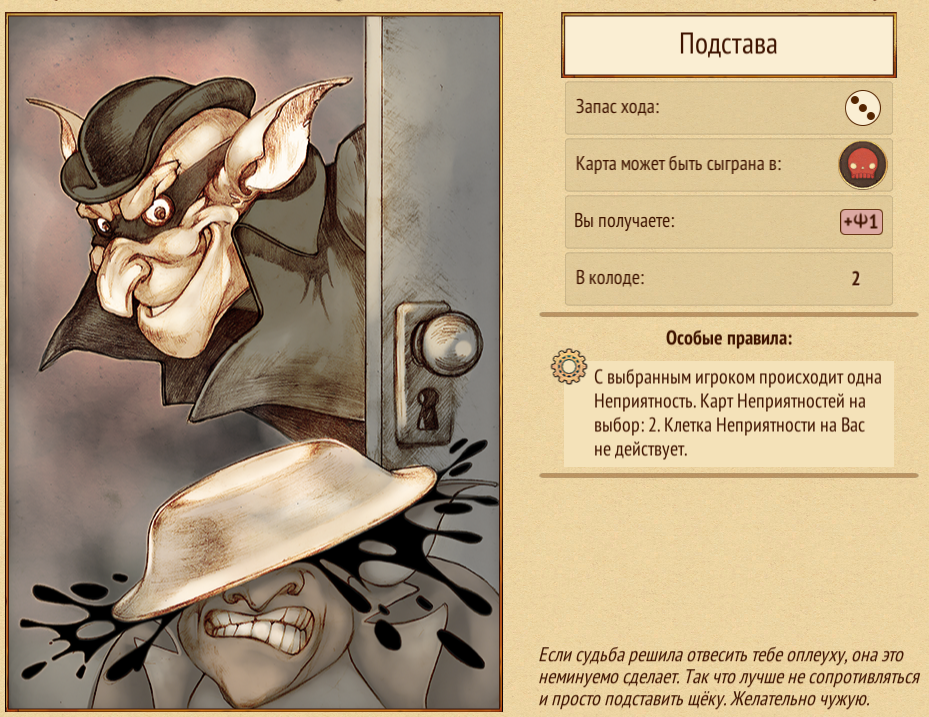 Подстава
Запас хода:
Карта может быть сыграна в:
Вы получаете: +Ψ1
В колоде: 2
Особые правила:
С выбранным игроком происходит одна
Неприятность. Карт Неприятностей на
выбор: 2. Клетка Неприятности на Вас
не действует.
Если судьба решила отвесить тебе оплеуху, она это
неминуемо сделает. Так что лучше не сопротивляться
и просто подставить щёку. Желательно чужую.